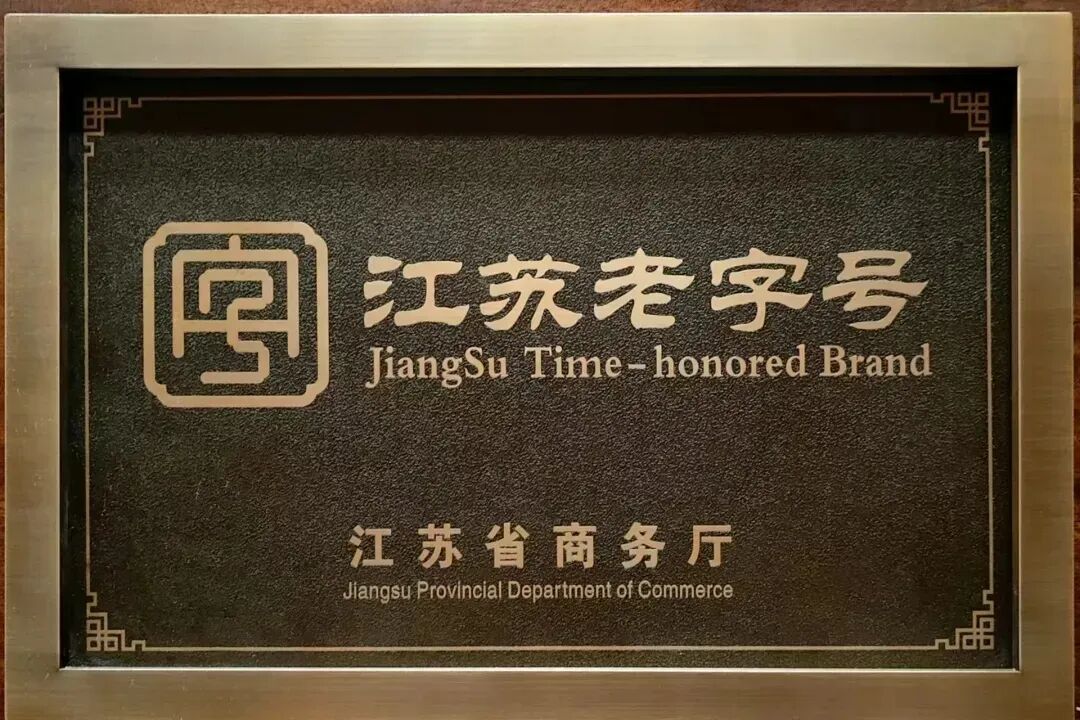 江苏老字号
JiangSu Time-honored Brand
江苏省商务厅
Jiangsu Provincial Department of Commerce